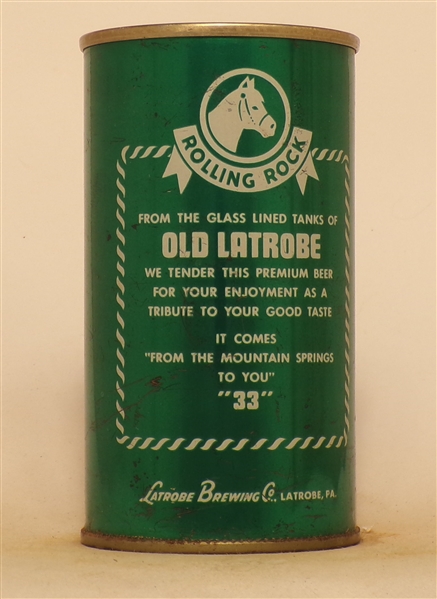 ROLLING ROCK
FROM THE GLASS LINED TANKS OF
OLD LATROBE
WE TENDER THIS PREMIUM BEER
FOR YOUR ENJOYMENT AS A
TRIBUTE TO YOUR GOOD TASTE
IT COMES
"FROM THE MOUNTAIN SPRINGS
TO YOU"
"33"
LATROBE BREWING CO. LATROBE, PA.